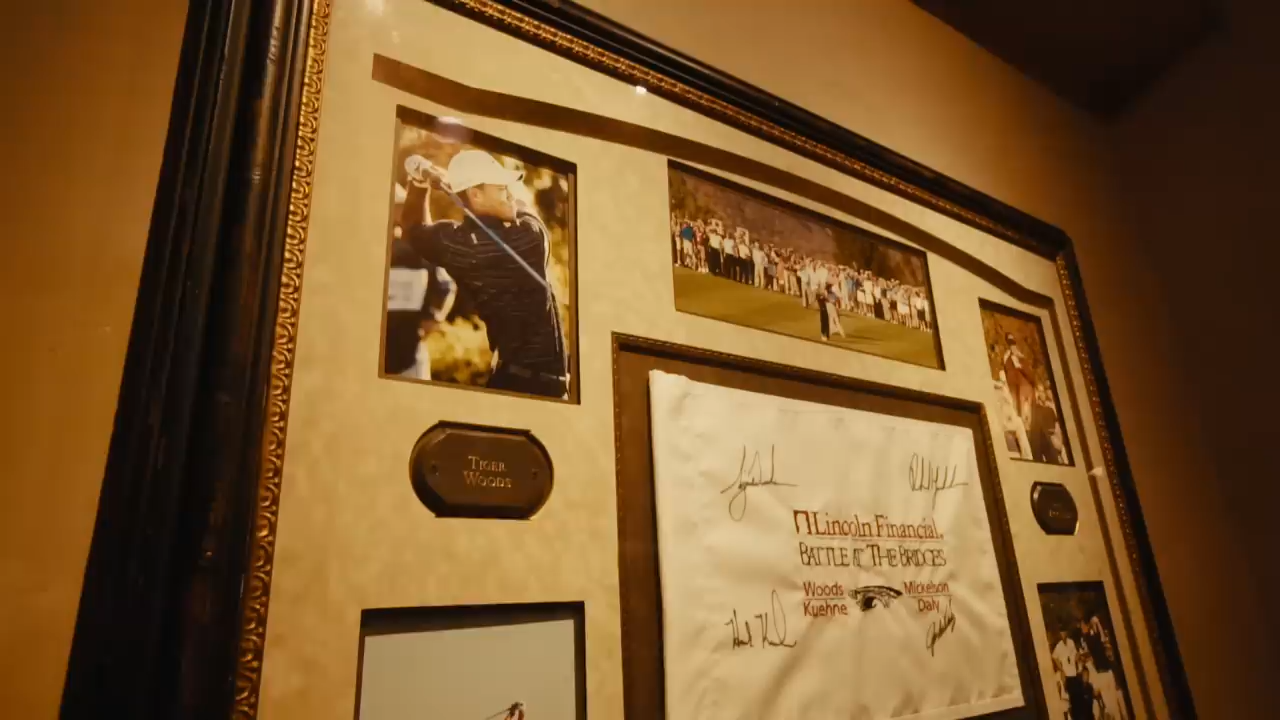 TIGER
WOODS
Lincoln Financial.
BATTLE AT THE BRIDGES
Woods
Kuehne
Mickelson
Daly